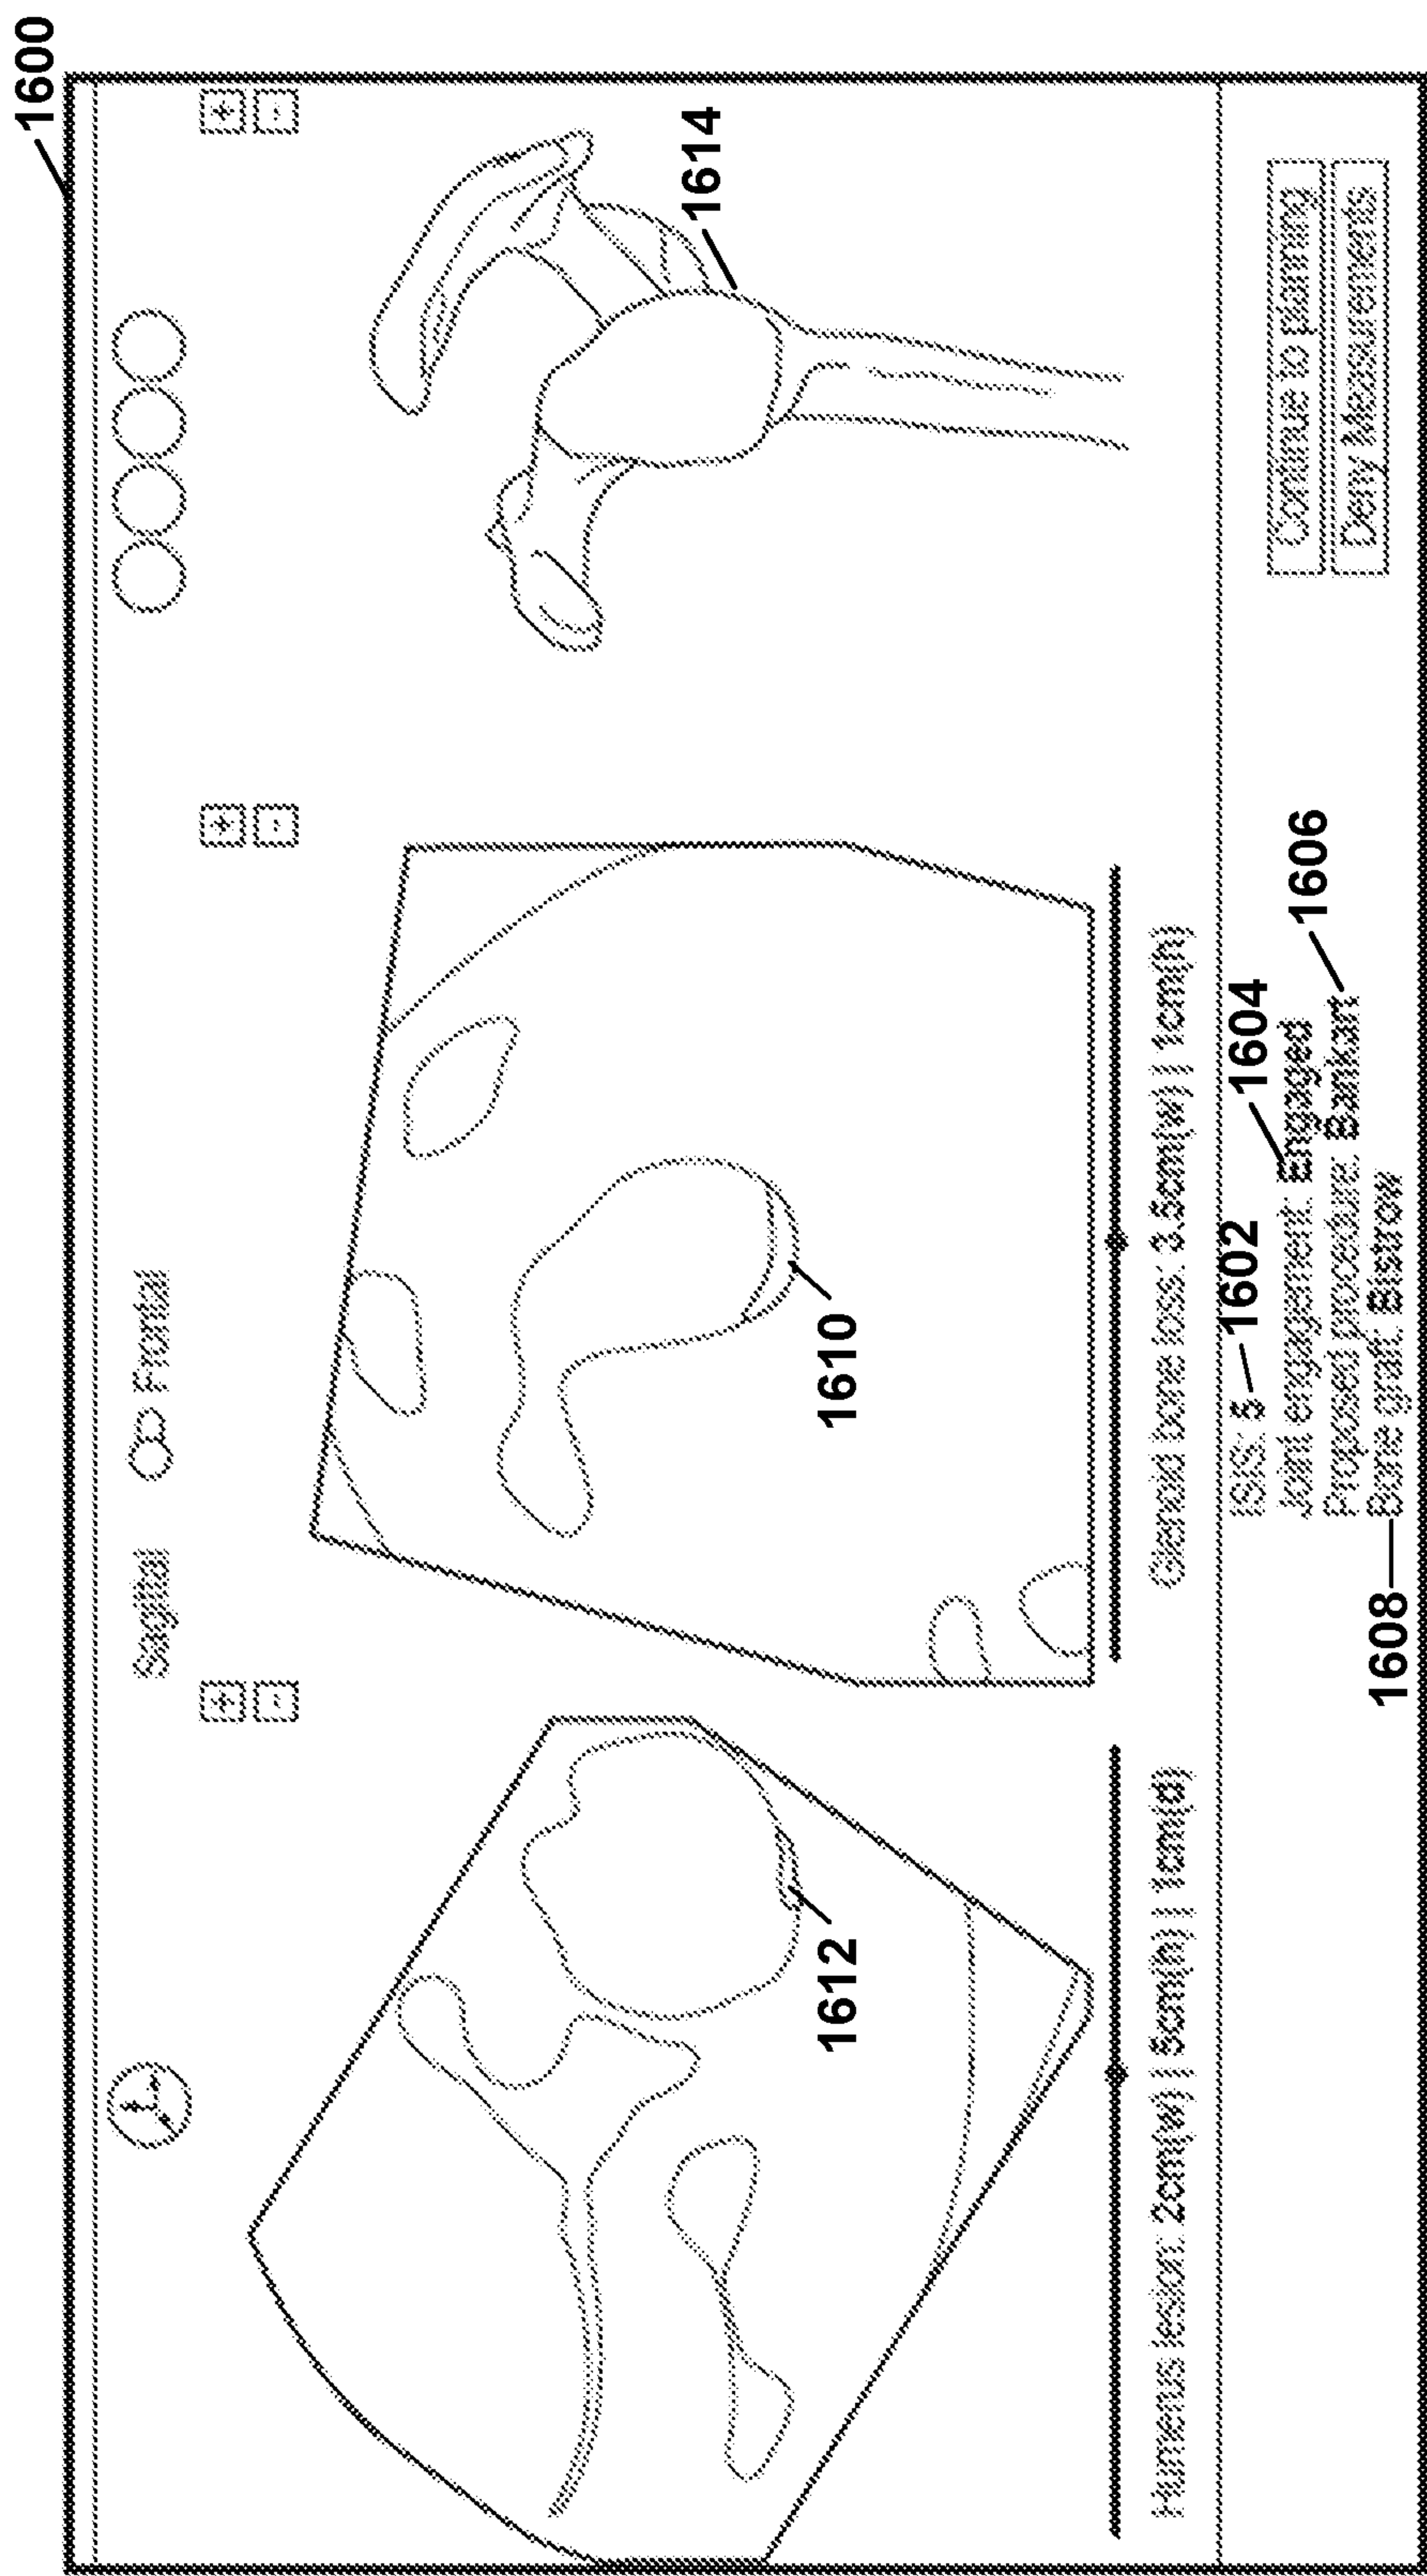 1600
Sagittal Frontal
+ + +
- - -
1614
1610
1612
Humerus lesion: 2cm(w) | 5cm(h) | 1cm(d)
Glenoid bone loss: 3.5cm(w) | 1cm(h)
ISIS: 5
1602
1604
Joint engagement: Engaged
1606
Proposed procedure: Bankart
Bone graft: Bistrow
1608
Continue to planning
Deny Measurements